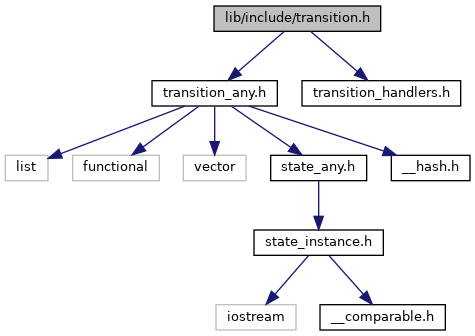 lib/include/transition.h
transition_any.h
transition_handlers.h
list
functional
vector
state_any.h
__hash.h
state_instance.h
iostream
__comparable.h